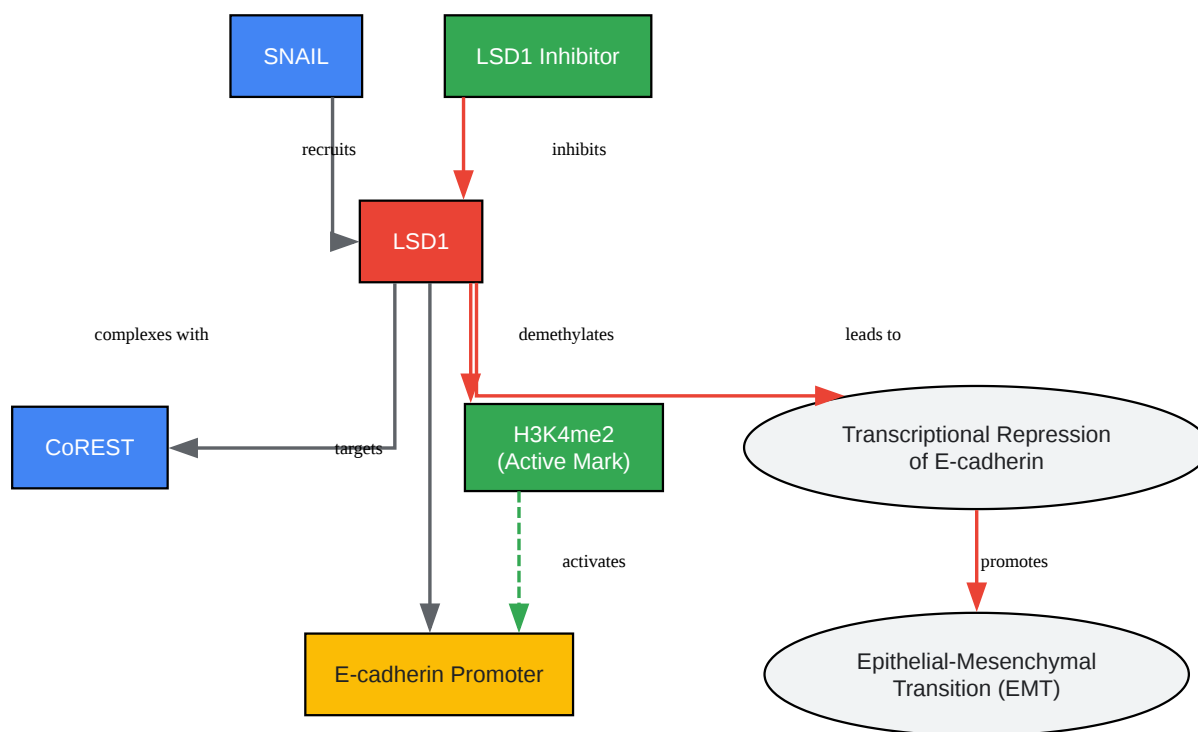 SNAIL
LSD1 Inhibitor
recruits
inhibits
LSD1
complexes with
demethylates
leads to
CoREST
targets
H3K4me2
(Active Mark)
Transcriptional Repression
of E-cadherin
activates
promotes
E-cadherin Promoter
Epithelial-Mesenchymal
Transition (EMT)